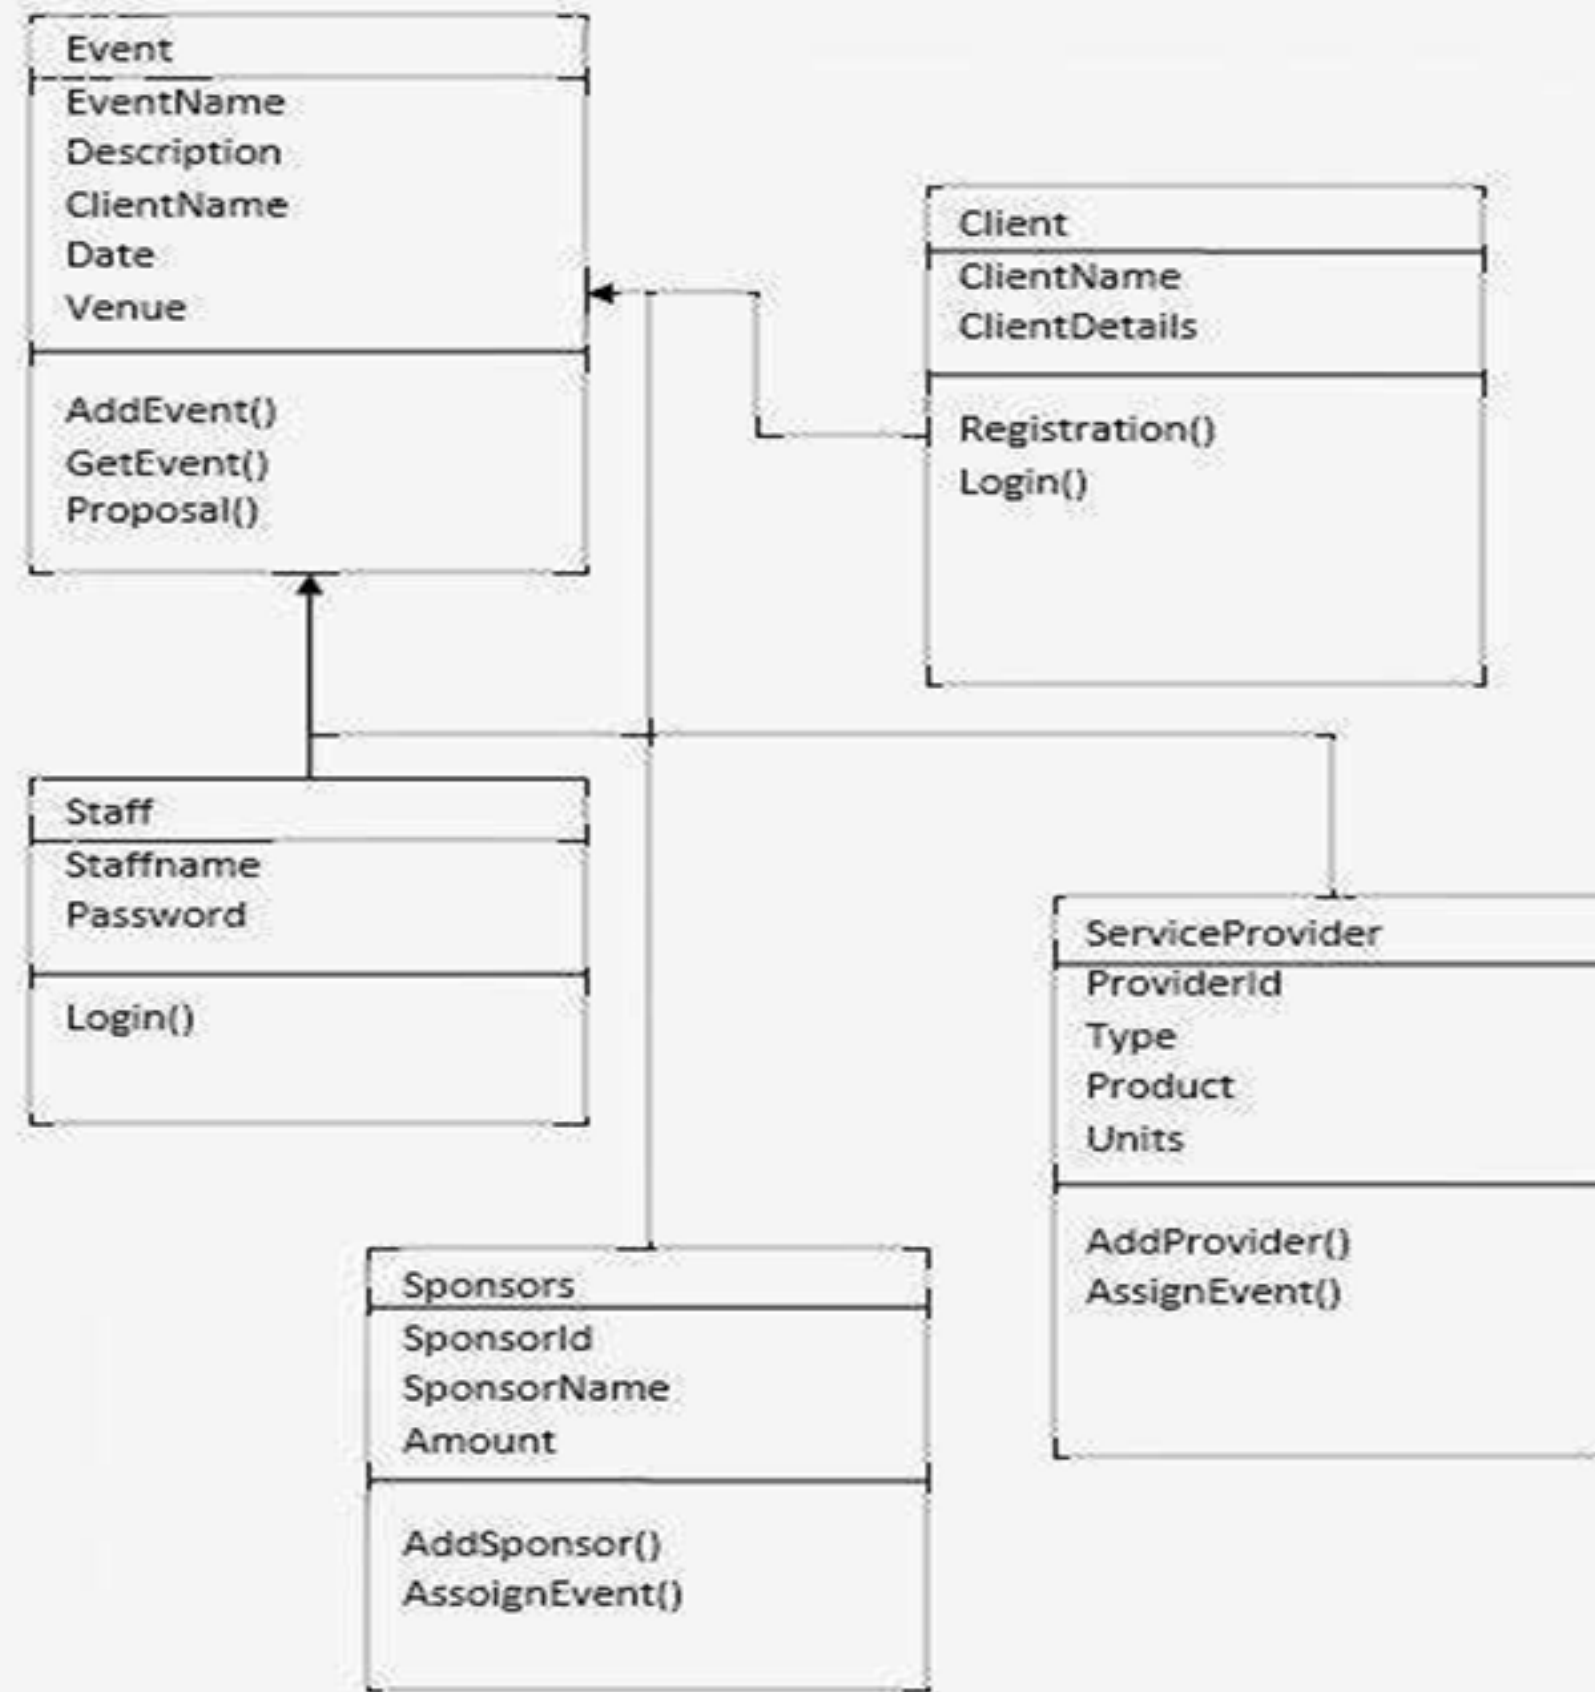 Event
EventName
Description
ClientName
Date
Venue
AddEvent()
GetEvent()
Proposal()
Client
ClientName
ClientDetails
Registration()
Login()
Staff
Staffname
Password
Login()
ServiceProvider
ProviderId
Type
Product
Units
AddProvider()
AssignEvent()
Sponsors
SponsorId
SponsorName
Amount
AddSponsor()
AssoignEvent()